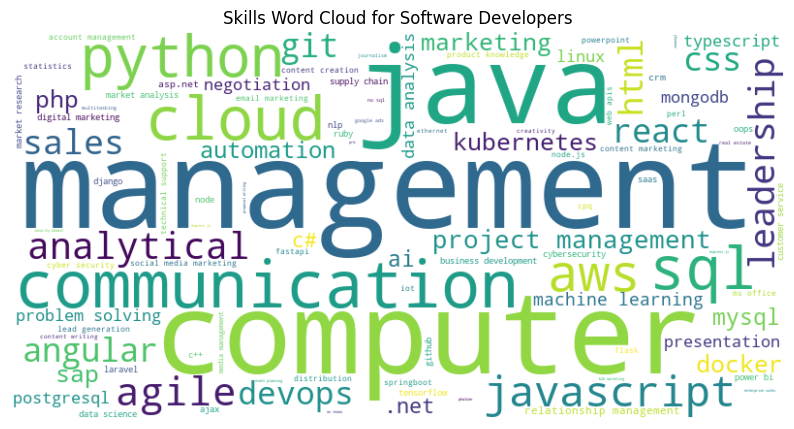 Skills Word Cloud for Software Developers
account management
python
git
marketing
powerpoint
typescript
journalism
product knowledge
linux
css
statistics
content creation
java
html
crm
market research
market analysis
asp.net
negotiation
supply chain
data analysis
web apis
php
email marketing
no sql
mongodb
perl
digital marketing
multitasking
cloud
nlp
google ads
kubernetes
react
oops
leadership
sales
automation
ruby
ethernet
creativity
content marketing
real estate
node.js
management
technical support
django
node
saas
cpq
customer service
analytical
c#
fastapi
project management
ai
cybersecurity
business development
cyber security
social media marketing
communication
iot
aws
sql
ms office
machine learning
problem solving
computer
mysql
lead generation
content writing
media management
presentation
angular
laravel
c++
github
flask
docker
sap
power bi
postgresql
agile
devops
distribution
springboot
tensorflow
javascript
.net
data science
ajax
relationship management